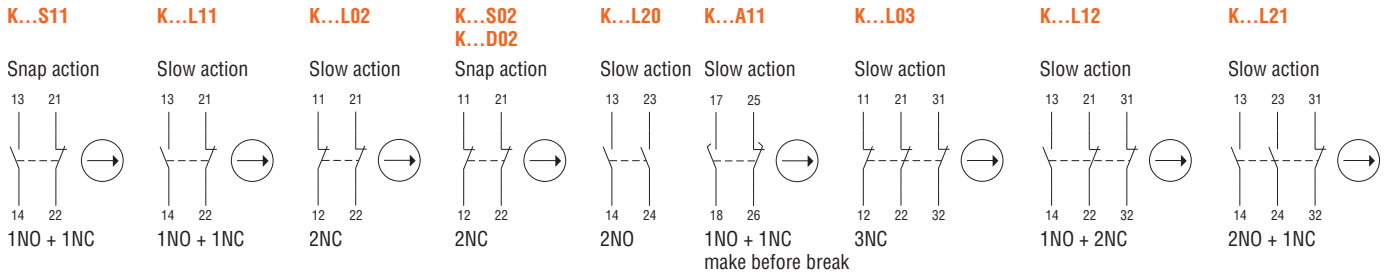 K...S11 K...L11 K...L02 K...S02 K...L20 K...A11 K...L03 K...L12 K...L21
K...D02
Snap action Slow action Slow action Snap action Slow action Slow action Slow action Slow action Slow action
13 21 13 21 11 21 11 21 13 23 17 25 11 21 31 13 21 31 13 23 31
14 22 14 22 12 22 12 22 14 24 18 26 12 22 32 14 22 32 14 24 32
1NO + 1NC 1NO + 1NC 2NC 2NC 2NO 1NO + 1NC 3NC 1NO + 2NC 2NO + 1NC
make before break